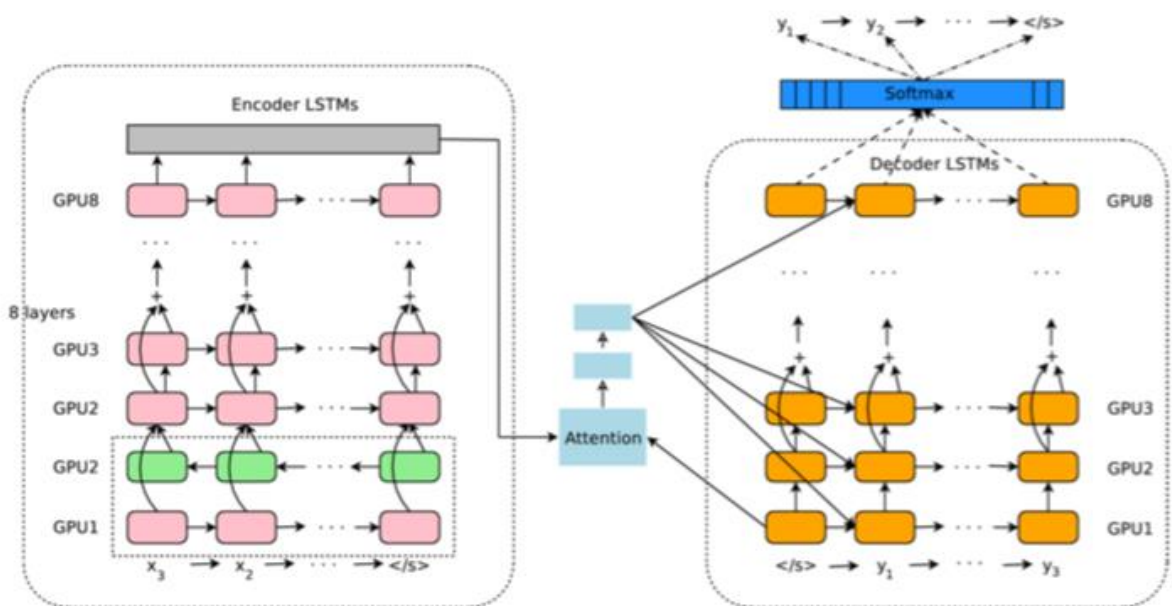 y1 y2 ... </s>
Softmax
Encoder LSTMs
Decoder LSTMs
GPU8
GPU8
...
...
8 layers
+ + +
GPU3
+ + +
GPU2
GPU3
Attention
GPU2
GPU2
GPU1
GPU1
x3 x2 ... </s>
</s> y1 ... y3